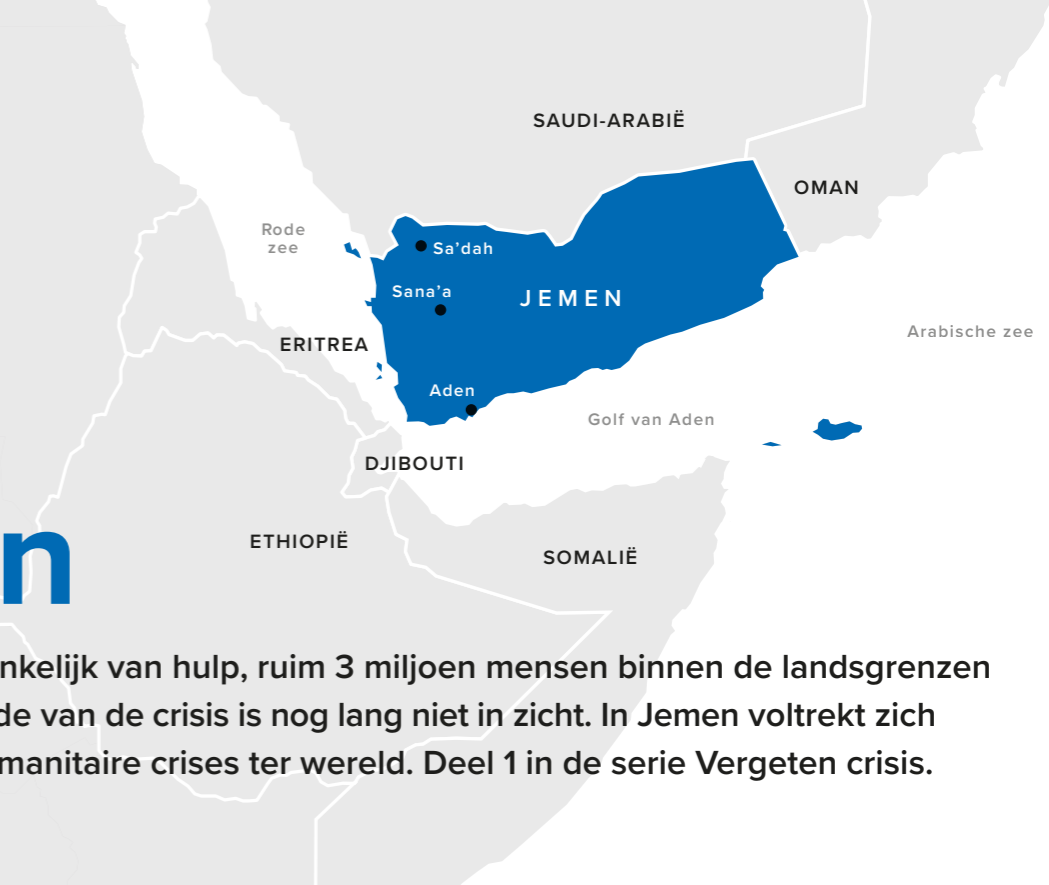 SAUDI-ARABIË
OMAN
Rode
zee
Sa'dah
Sana'a
JEMEN
Arabische zee
ERITREA
Aden
Golf van Aden
DJIBOUTI
ETHIOPIË
SOMALIË
n
nkelijk van hulp, ruim 3 miljoen mensen binnen de landsgrenzen
de van de crisis is nog lang niet in zicht. In Jemen voltrekt zich
manitaire crises ter wereld. Deel 1 in de serie Vergeten crisis.